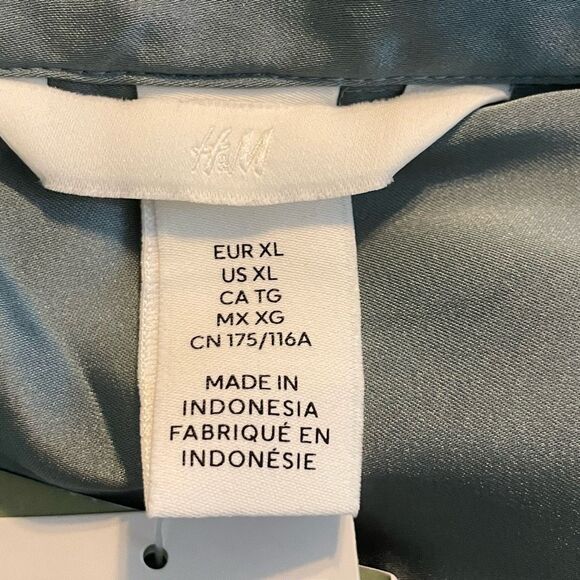 H&M
EUR XL
US XL
CA TG
MX XG
CN 175/116A
MADE IN
INDONESIA
FABRIQUÉ EN
INDONÉSIE